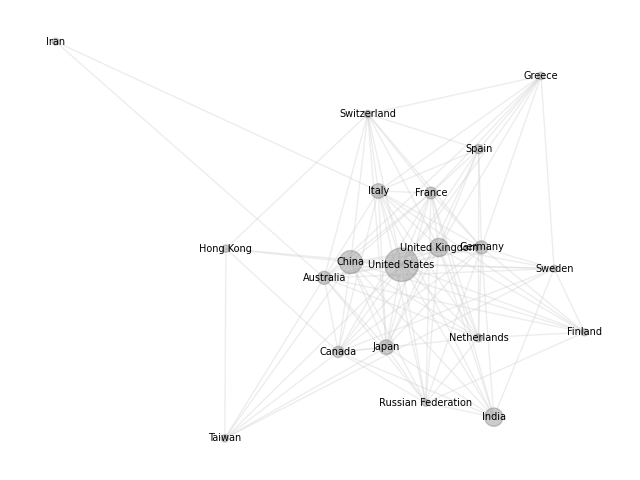 Iran
Greece
Switzerland
Spain
Italy
France
Hong Kong
United Kingdom
Germany
China
United States
Sweden
Australia
Finland
Netherlands
Japan
Canada
Russian Federation
India
Taiwan